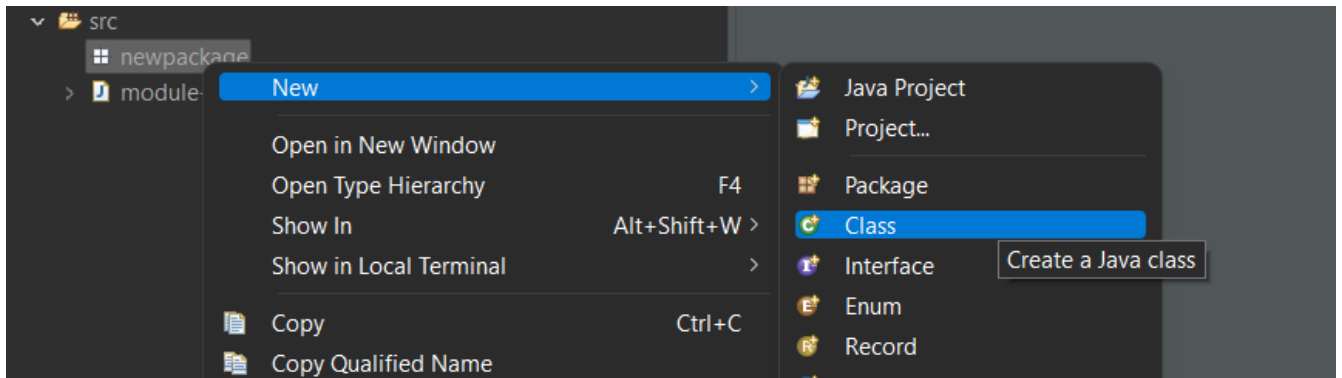 src
newpackage
module-
New
Open in New Window
Open Type Hierarchy F4
Show In Alt+Shift+W
Show in Local Terminal
Copy Ctrl+C
Copy Qualified Name
Java Project
Project...
Package
Class
Create a Java class
Interface
Enum
Record